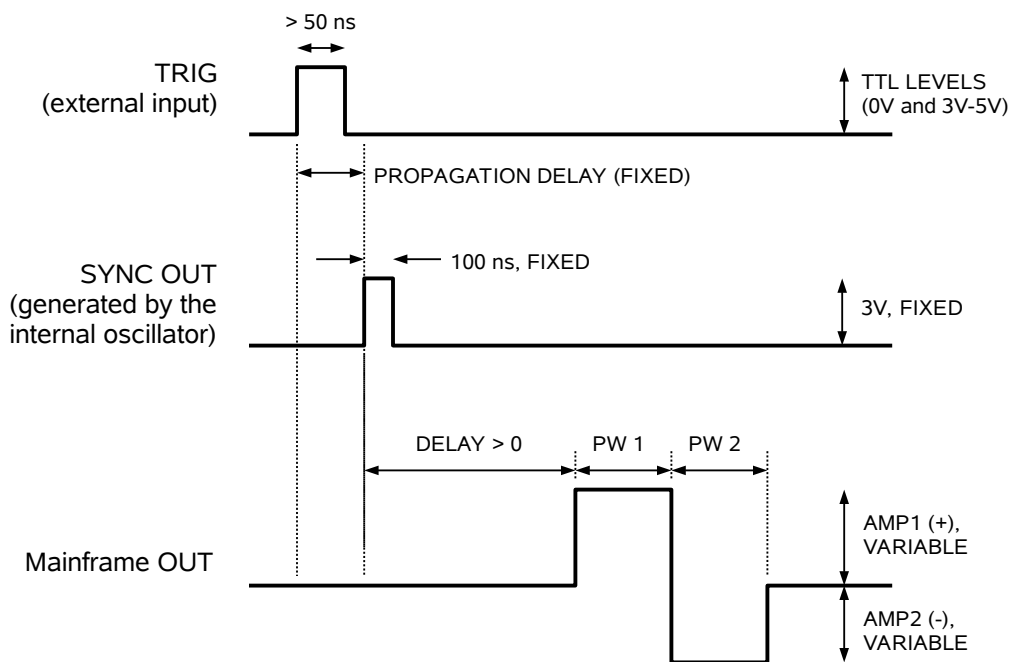 > 50 ns
TRIG
(external input)
TTL LEVELS
(0V and 3V-5V)
PROPAGATION DELAY (FIXED)
SYNC OUT
(generated by the
internal oscillator)
100 ns, FIXED
3V, FIXED
DELAY > 0
PW 1
PW 2
Mainframe OUT
AMP1 (+),
VARIABLE
AMP2 (-),
VARIABLE